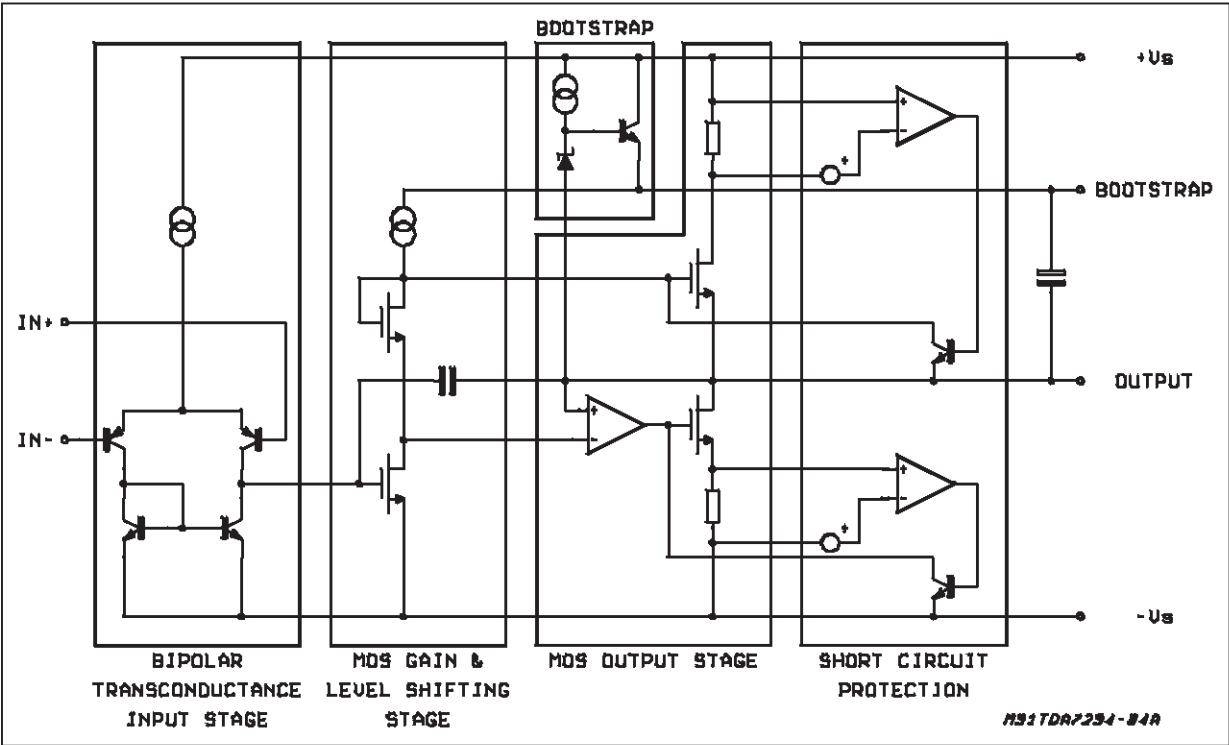 BOOTSTRAP
+Vs
+
-
+
BOOTSTRAP
IN+
OUTPUT
+
-
IN-
+
-
+
-Vs
BIPOLAR
TRANSCONDUCTANCE
INPUT STAGE
MOS GAIN &
LEVEL SHIFTING
STAGE
MOS OUTPUT STAGE
SHORT CIRCUIT
PROTECTION
M91TDA7294-04A